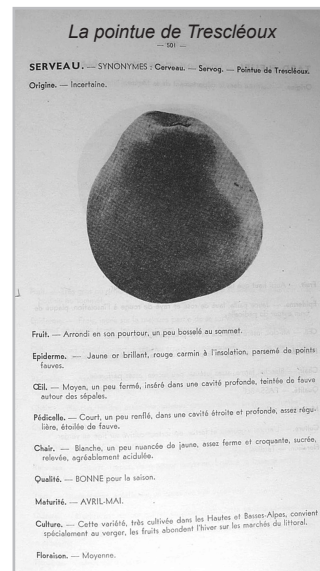 La pointue de Trescléoux
— 501 —
SERVEAU. — SYNONYMES : Cerveau. — Servog. — Pointue de Trescléoux.
Origine. — Incertaine.
Fruit. — Arrondi en son pourtour, un peu bosselé au sommet.
Epiderme. — Jaune or brillant, rouge carmin à l'insolation, parsemé de points
fauves.
Œil. — Moyen, un peu fermé, inséré dans une cavité profonde, teintée de fauve
autour des sépales.
Pédicelle. — Court, un peu renflé, dans une cavité étroite et profonde, assez régu-
lière, étoilée de fauve.
Chair. — Blanche, un peu nuancée de jaune, assez ferme et croquante, sucrée,
relevée, agréablement acidulée.
Qualité. — BONNE pour la saison.
Maturité. — AVRIL-MAI.
Culture. — Cette variété, très cultivée dans les Hautes et Basses-Alpes, convient
spécialement au verger, les fruits abondent l'hiver sur les marchés du littoral.
Floraison. — Moyenne.